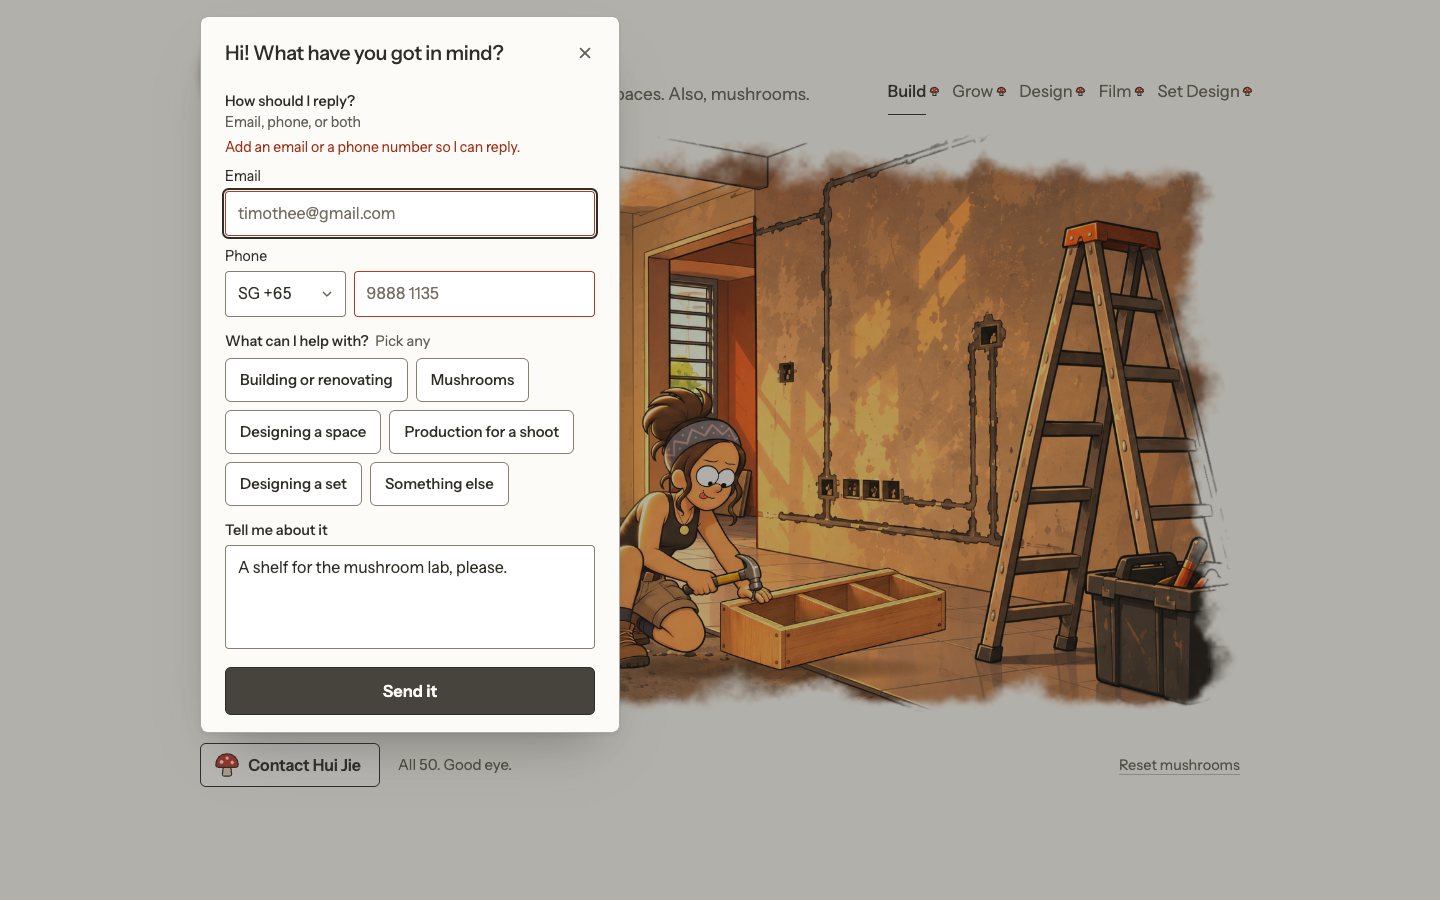 Hi! What have you got in mind?
How should I reply?
Email, phone, or both
Add an email or a phone number so I can reply.
Email
timothee@gmail.com
Phone
SG +65
9888 1135
What can I help with? Pick any
Building or renovating
Mushrooms
Designing a space
Production for a shoot
Designing a set
Something else
Tell me about it
A shelf for the mushroom lab, please.
Send it
Also, mushrooms.
Build
Grow
Design
Film
Set Design
Contact Hui Jie
All 50. Good eye.
Reset mushrooms